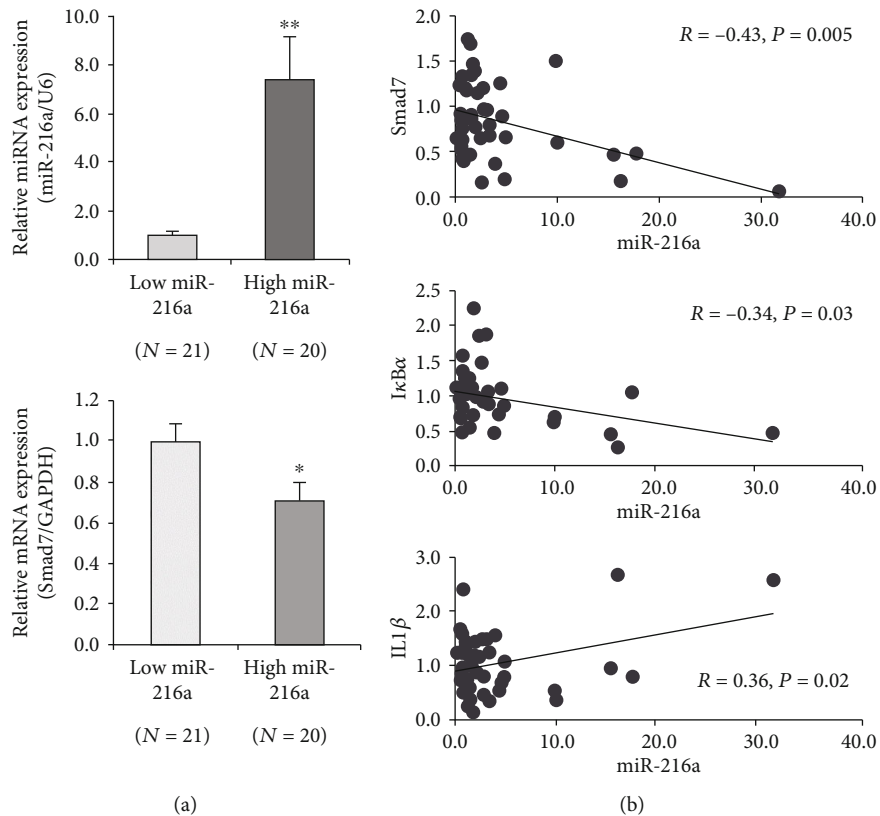 Relative miRNA expression
(miR-216a/U6)
10.0
8.0
6.0
4.0
2.0
0.0
**
Low miR-
216a
High miR-
216a
(N = 21)
(N = 20)
Relative mRNA expression
(Smad7/GAPDH)
1.2
1.0
0.8
0.6
0.4
0.2
0.0
*
Low miR-
216a
High miR-
216a
(N = 21)
(N = 20)
(a)
Smad7
2.0
1.5
1.0
0.5
0.0
R = –0.43, P = 0.005
0.0 10.0 20.0 30.0 40.0
miR-216a
IκBα
2.5
2.0
1.5
1.0
0.5
0.0
R = –0.34, P = 0.03
0.0 10.0 20.0 30.0 40.0
miR-216a
IL1β
3.0
2.0
1.0
0.0
R = 0.36, P = 0.02
0.0 10.0 20.0 30.0 40.0
miR-216a
(b)